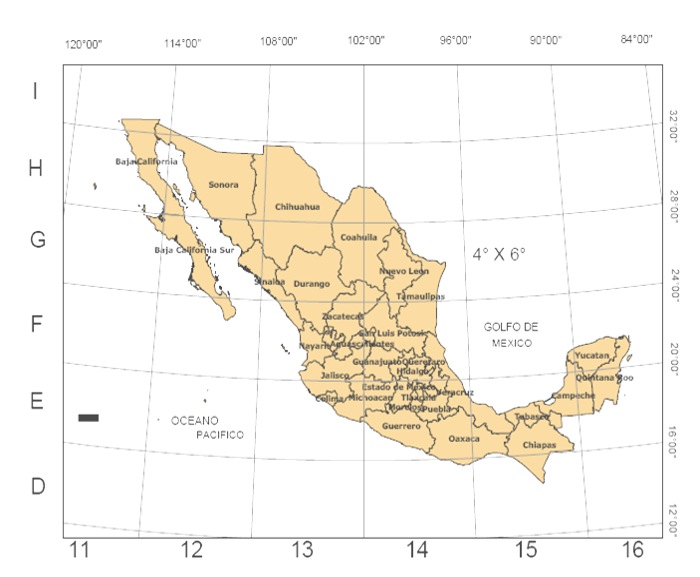 120°00" 114°00" 108°00" 102°00" 96°00" 90°00" 84°00"
I
32°00"
H
Baja California
Sonora
Chihuahua
28°00"
G
Coahuila
Baja California Sur
4° X 6°
Nuevo Leon
Sinaloa
Durango
24°00"
Tamaulipas
Zacatecas
F
GOLFO DE
MEXICO
San Luis Potosi
Aguascalientes
Nayarit
Yucatan
20°00"
Guanajuato
Queretaro
Hidalgo
Jalisco
Quintana Roo
Estado de Mexico
Veracruz
Campeche
E
Colima
Michoacan
Tlaxcala
Morelos
Puebla
Tabasco
OCEANO
PACIFICO
Guerrero
Oaxaca
Chiapas
16°00"
D
12°00"
11 12 13 14 15 16